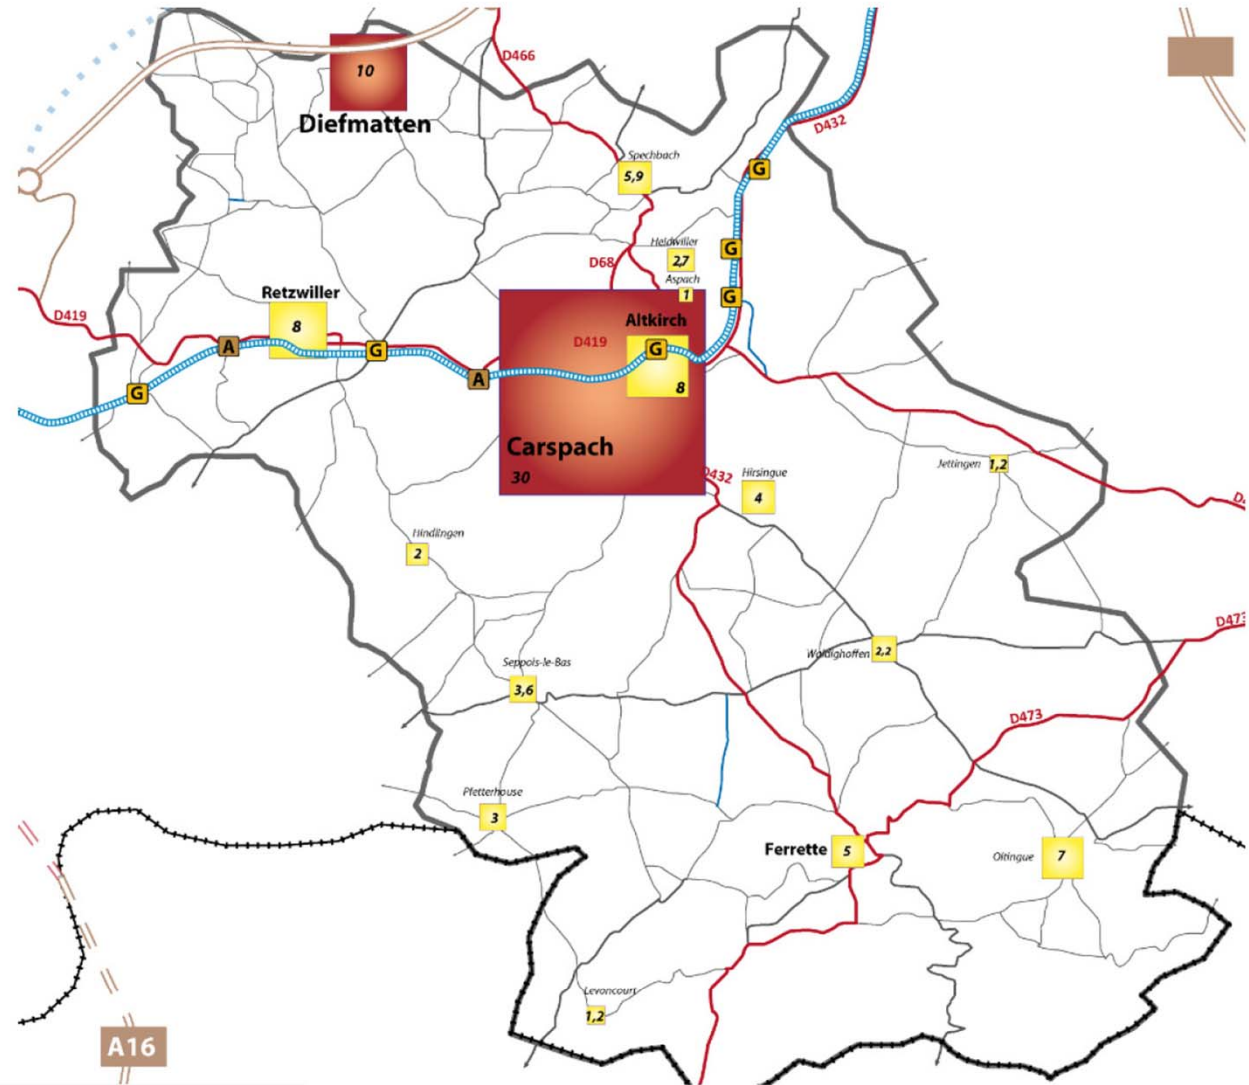 D466
10
Diefmatten
D432
Spechbach
5,9
G
Heidwiller
2,7
G
D68
Aspach
1
Retzwiller
G
D419
8
Altkirch
D419
A
G
G
A
G
8
Carspach
30
D432
Hirsingue
4
Jettingen
1,2
Hindlingen
2
D473
Waldighoffen
2,2
Seppois-le-Bas
3,6
D473
Pfetterhouse
3
Ferrette
5
Oltingue
7
Levoncourt
1,2
A16